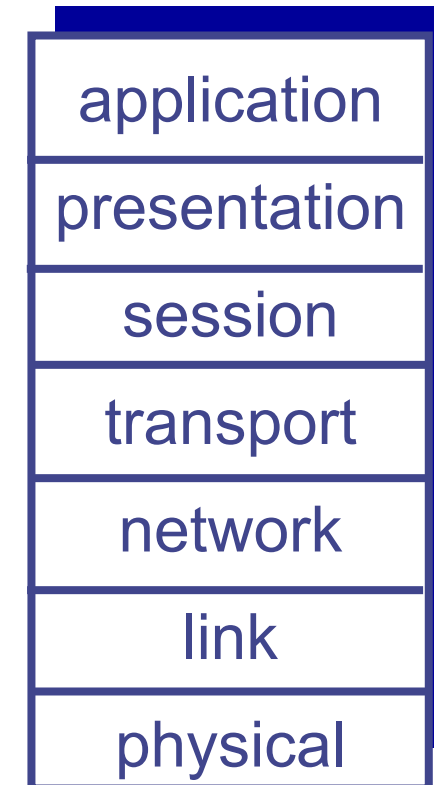 application
presentation
session
transport
network
link
physical